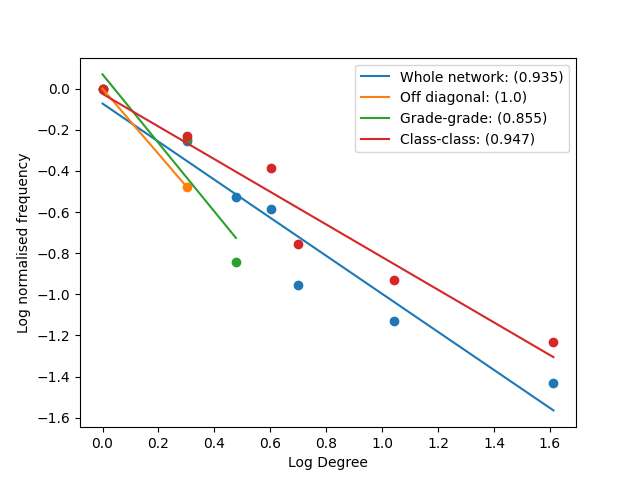 Whole network: (0.935)
Off diagonal: (1.0)
Grade-grade: (0.855)
Class-class: (0.947)
0.0
−0.2
−0.4
−0.6
−0.8
−1.0
−1.2
−1.4
−1.6
Log normalised frequency
0.0 0.2 0.4 0.6 0.8 1.0 1.2 1.4 1.6
Log Degree